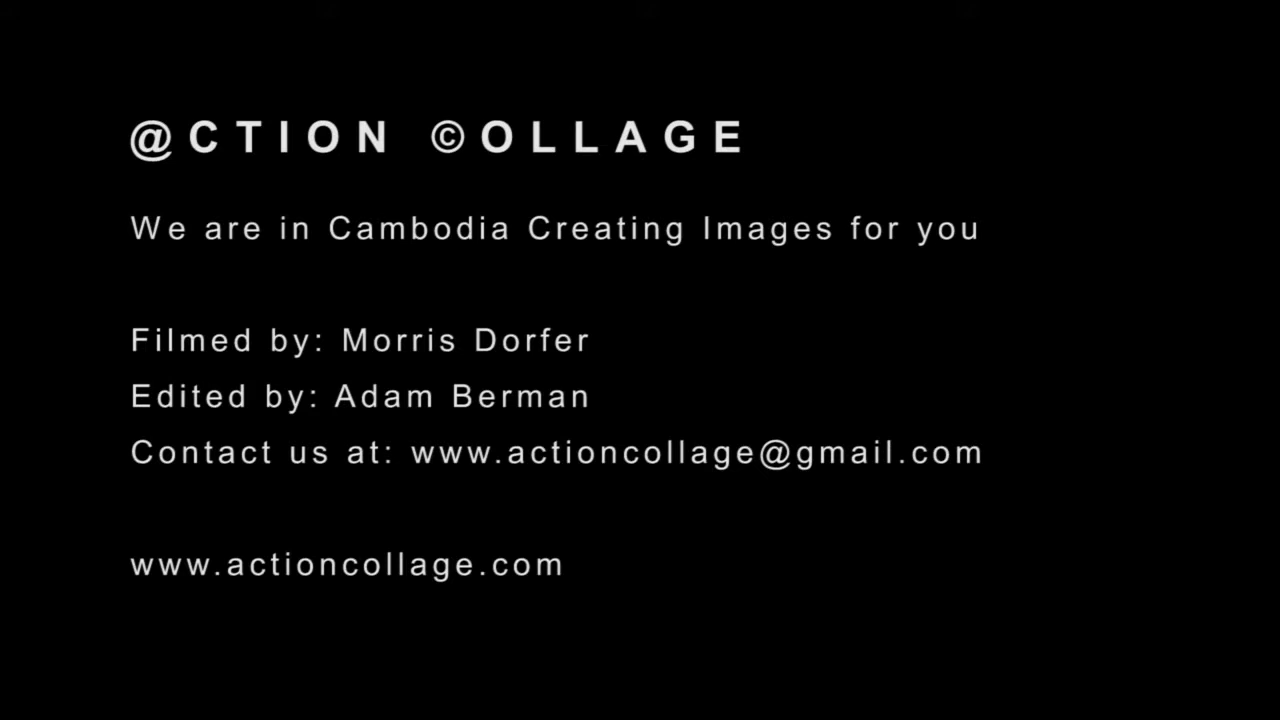 @CTION ©OLLAGE
We are in Cambodia Creating Images for you
Filmed by: Morris Dorfer
Edited by: Adam Berman
Contact us at: www.actioncollage@gmail.com
www.actioncollage.com